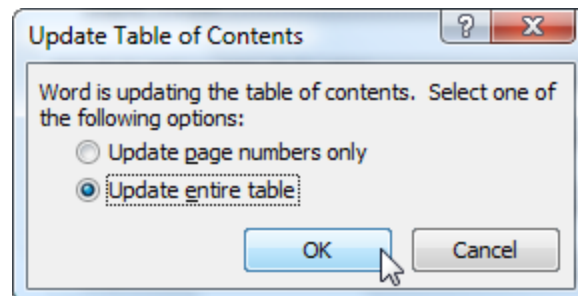 Update Table of Contents
Word is updating the table of contents.  Select one of
the following options:
Update page numbers only
Update entire table
OK
Cancel